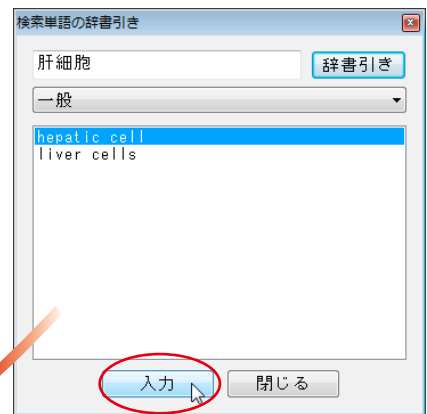 検索単語の辞書引き
肝細胞 辞書引き
一般
hepatic cell
liver cells
入力 閉じる